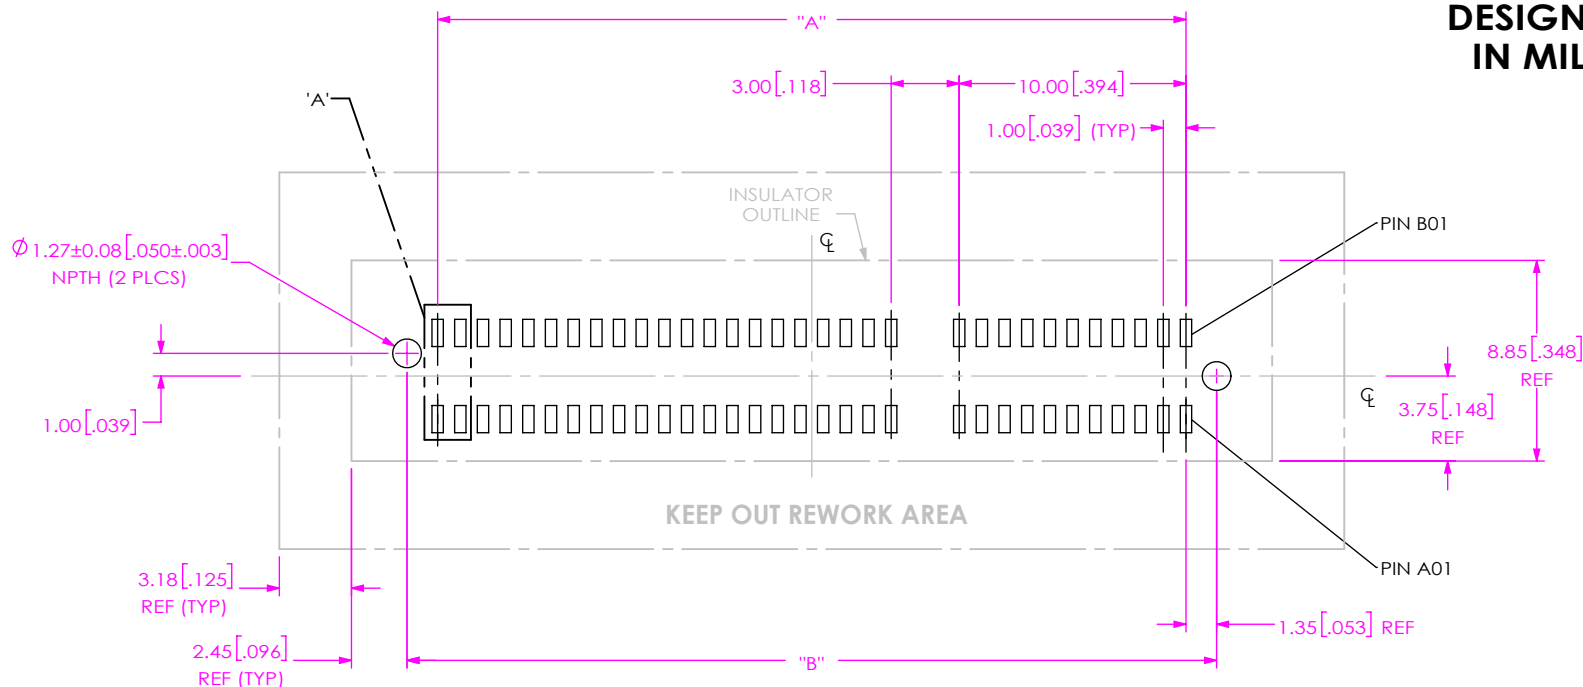 "A"
DESIGN
IN MIL
3.00[.118]
10.00[.394]
'A'
1.00[.039] (TYP)
INSULATOR
OUTLINE
℄
PIN B01
Ø1.27±0.08[.050±.003]
NPTH (2 PLCS)
8.85[.348]
REF
℄
3.75[.148]
REF
1.00[.039]
KEEP OUT REWORK AREA
PIN A01
3.18[.125]
REF (TYP)
1.35[.053] REF
2.45[.096]
REF (TYP)
"B"